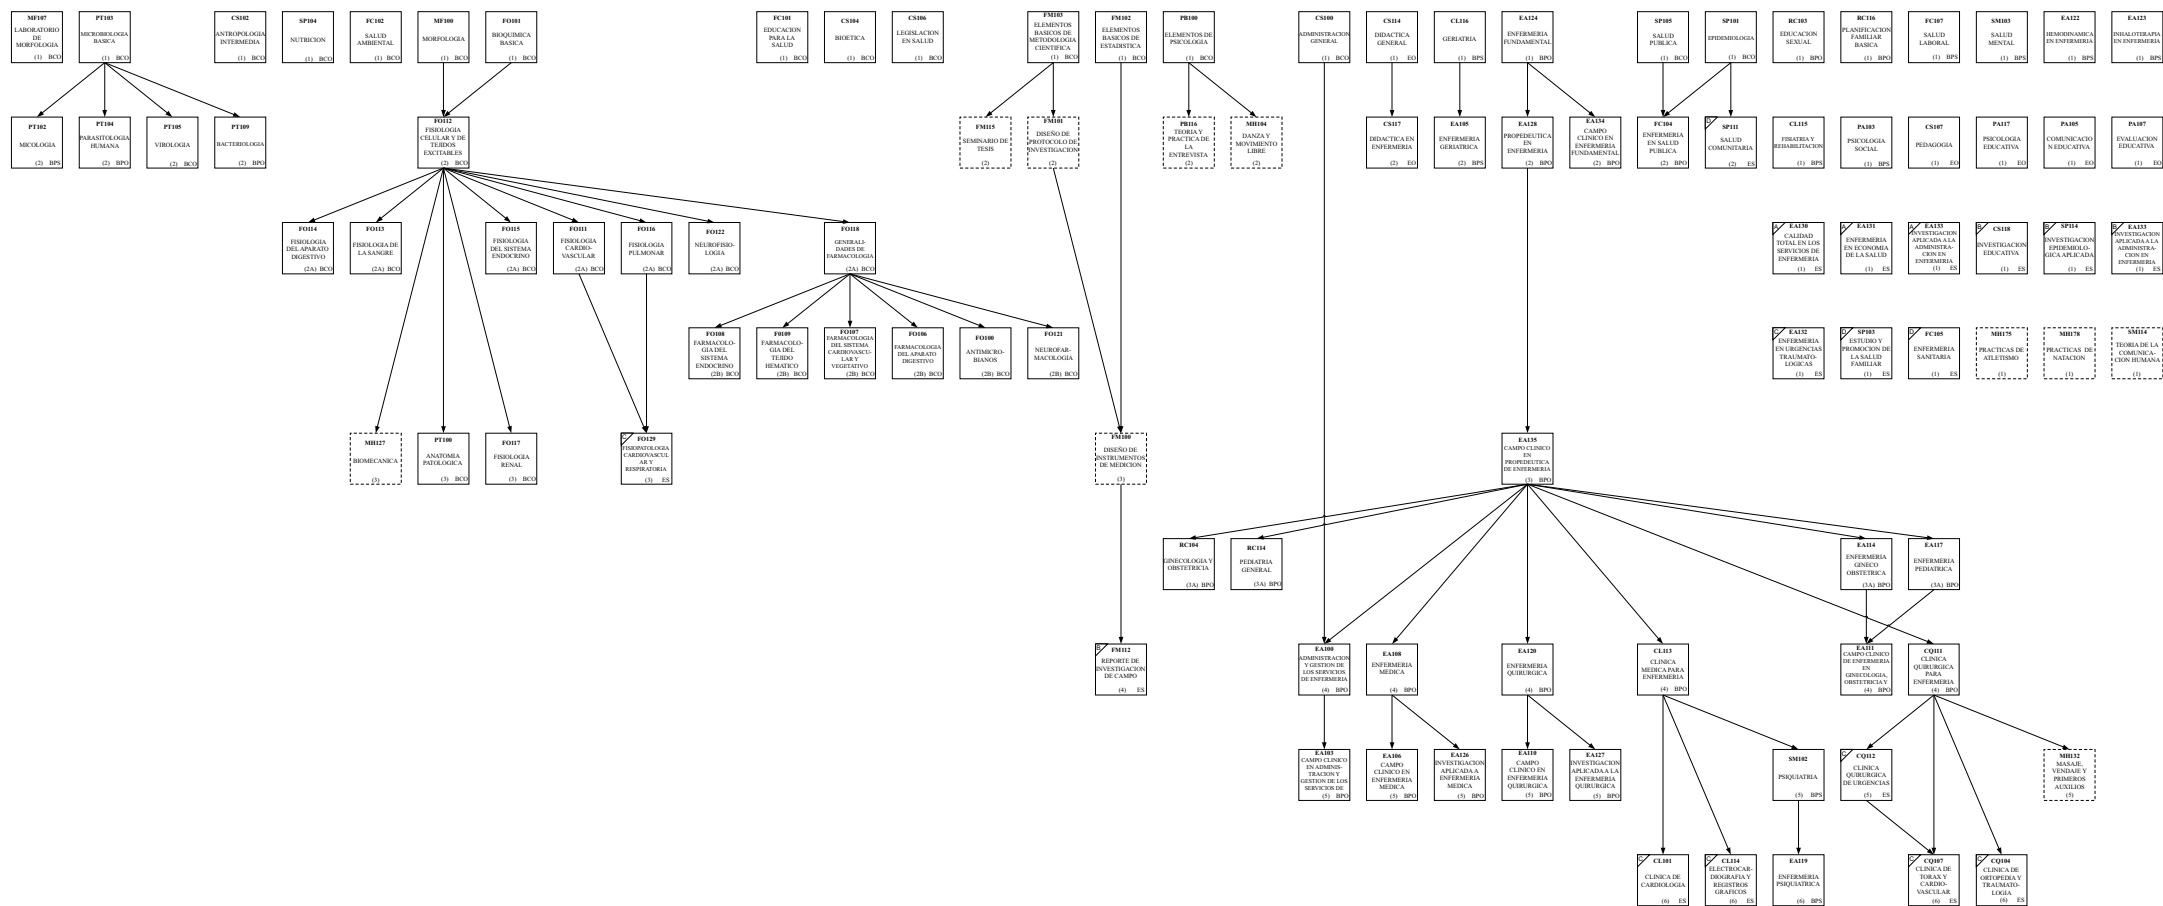 MF107
LABORATORIO
DE
MORFOLOGIA
(1) BCO
PT103
MICROBIOLOGIA
BASICA
(1) BCO
CS102
ANTROPOLOGIA
INTERMEDIA
(1) BCO
SP104
NUTRICION
(1) BCO
FC102
SALUD
AMBIENTAL
(1) BCO
MF100
MORFOLOGIA
(1) BCO
FO101
BIOQUIMICA
BASICA
(1) BCO
FC101
EDUCACION
PARA LA
SALUD
(1) BCO
CS104
BIOETICA
(1) BCO
CS106
LEGISLACION
EN SALUD
(1) BCO
FM103
ELEMENTOS
BASICOS DE
METODOLOGIA
CIENTIFICA
(1) BCO
FM102
ELEMENTOS
BASICOS DE
ESTADISTICA
(1) BCO
PB100
ELEMENTOS DE
PSICOLOGIA
(1) BCO
CS100
ADMINISTRACION
GENERAL
(1) BCO
CS114
DIDACTICA
GENERAL
(1) EO
CL116
GERIATRIA
(1) BPS
EA124
ENFERMERIA
FUNDAMENTAL
(1) BPO
SP105
SALUD
PUBLICA
(1) BCO
SP101
EPIDEMIOLOGIA
(1) BCO
RC103
EDUCACION
SEXUAL
(1) BPO
RC116
PLANIFICACION
FAMILIAR
BASICA
(1) BPO
FC107
SALUD
LABORAL
(1) BPS
SM103
SALUD
MENTAL
(1) BPS
EA122
HEMODINAMICA
EN ENFERMERIA
(1) BPS
EA123
INHALOTERAPIA
EN ENFERMERIA
(1) BPS
PT102
MICOLOGIA
(2) BPS
PT104
PARASITOLOGIA
HUMANA
(2) BPO
PT105
VIROLOGIA
(2) BCO
PT109
BACTERIOLOGIA
(2) BPO
FO112
FISIOLOGIA
CELULAR Y DE
TEJIDOS
EXCITABLES
(2) BCO
FM115
SEMINARIO DE
TESIS
(2)
FM101
DISEÑO DE
PROTOCOLO DE
INVESTIGACION
(2)
PB116
TEORIA Y
PRACTICA DE
LA
ENTREVISTA
(2)
MH104
DANZA Y
MOVIMIENTO
LIBRE
(2)
CS117
DIDACTICA EN
ENFERMERIA
(2) EO
EA105
ENFERMERIA
GERIATRICA
(2) BPS
EA128
PROPEDEUTICA
EN
ENFERMERIA
(2) BPO
EA134
CAMPO
CLINICO EN
ENFERMERIA
FUNDAMENTAL
(2) BPO
FC104
ENFERMERIA
EN SALUD
PUBLICA
(2) BPO
D
SP111
SALUD
COMUNITARIA
(2) ES
CL115
FISIATRIA Y
REHABILITACION
(1) BPS
PA103
PSICOLOGIA
SOCIAL
(1) BPS
CS107
PEDAGOGIA
(1) EO
PA117
PSICOLOGIA
EDUCATIVA
(1) EO
PA105
COMUNICACIO
N EDUCATIVA
(1) EO
PA107
EVALUACION
EDUCATIVA
(1) EO
FO114
FISIOLOGIA
DEL APARATO
DIGESTIVO
(2A) BCO
FO113
FISIOLOGIA DE
LA SANGRE
(2A) BCO
FO115
FISIOLOGIA
DEL SISTEMA
ENDOCRINO
(2A) BCO
FO111
FISIOLOGIA
CARDIO-
VASCULAR
(2A) BCO
FO116
FISIOLOGIA
PULMONAR
(2A) BCO
FO122
NEUROFISIO-
LOGIA
(2A) BCO
FO118
GENERALI-
DADES DE
FARMACOLOGIA
(2A) BCO
A
EA130
CALIDAD
TOTAL EN LOS
SERVICIOS DE
ENFERMERIA
(1) ES
A
EA131
ENFERMERIA
EN ECONOMIA
DE LA SALUD
(1) ES
A
EA133
INVESTIGACION
APLICADA A LA
ADMINISTRA-
CION EN
ENFERMERIA
(1) ES
B
CS118
INVESTIGACION
EDUCATIVA
(1) ES
B
SP114
INVESTIGACION
EPIDEMIOLO-
GICA APLICADA
(1) ES
B
EA133
INVESTIGACION
APLICADA A LA
ADMINISTRA-
CION EN
ENFERMERIA
(1) ES
FO108
FARMACOLO-
GIA DEL
SISTEMA
ENDOCRINO
(2B) BCO
F0109
FARMACOLO-
GIA DEL
TEJIDO
HEMATICO
(2B) BCO
FO107
FARMACOLOGIA
DEL SISTEMA
CARDIOVASCU-
LAR Y
VEGETATIVO
(2B) BCO
FO106
FARMACOLOGIA
DEL APARATO
DIGESTIVO
(2B) BCO
FO100
ANTIMICRO-
BIANOS
(2B) BCO
FO121
NEUROFAR-
MACOLOGIA
(2B) BCO
C
EA132
ENFERMERIA
EN URGENCIAS
TRAUMATO-
LOGICAS
(1) ES
D
SP103
ESTUDIO Y
PROMOCION DE
LA SALUD
FAMILIAR
(1) ES
D
FC105
ENFERMERIA
SANITARIA
(1) ES
MH175
PRACTICAS DE
ATLETISMO
(1)
MH178
PRACTICAS DE
NATACION
(1)
SM114
TEORIA DE LA
COMUNICA-
CION HUMANA
(1)
MH127
BIOMECANICA
(3)
PT100
ANATOMIA
PATOLOGICA
(3) BCO
FO117
FISIOLOGIA
RENAL
(3) BCO
C
FO129
FISIOPATOLOGIA
CARDIOVASCUL
AR Y
RESPIRATORIA
(3) ES
FM100
DISEÑO DE
INSTRUMENTOS
DE MEDICION
(3)
EA135
CAMPO CLINICO
EN
PROPEDEUTICA
DE ENFERMERIA
(3) BPO
RC104
GINECOLOGIA Y
OBSTETRICIA
(3A) BPO
RC114
PEDIATRIA
GENERAL
(3A) BPO
EA114
ENFERMERIA
GINECO
OBSTETRICA
(3A) BPO
EA117
ENFERMERIA
PEDIATRICA
(3A) BPO
B
FM112
REPORTE DE
INVESTIGACION
DE CAMPO
(4) ES
EA100
ADMINISTRACION
Y GESTION DE
LOS SERVICIOS
DE ENFERMERIA
(4) BPO
EA108
ENFERMERIA
MEDICA
(4) BPO
EA120
ENFERMERIA
QUIRURGICA
(4) BPO
CL113
CLINICA
MEDICA PARA
ENFERMERIA
(4) BPO
EA111
CAMPO CLINICO
DE ENFERMERIA
EN
GINECOLOGIA,
OBSTETRICIA Y
(4) BPO
CQ111
CLINICA
QUIRURGICA
PARA
ENFERMERIA
(4) BPO
EA103
CAMPO CLINICO
EN ADMINIS-
TRACION Y
GESTION DE LOS
SERVICIOS DE
(5) BPO
EA106
CAMPO
CLINICO EN
ENFERMERIA
MEDICA
(5) BPO
EA126
INVESTIGACION
APLICADA A
ENFERMERIA
MEDICA
(5) BPO
EA110
CAMPO
CLINICO EN
ENFERMERIA
QUIRURGICA
(5) BPO
EA127
INVESTIGACION
APLICADA A LA
ENFERMERIA
QUIRURGICA
(5) BPO
SM102
PSIQUIATRIA
(5) BPS
C
CQ112
CLINICA
QUIRURGICA
DE URGENCIAS
(5) ES
MH132
MASAJE,
VENDAJE Y
PRIMEROS
AUXILIOS
(5)
C
CL101
CLINICA DE
CARDIOLOGIA
(6) ES
C
CL114
ELECTROCAR-
DIOGRAFIA Y
REGISTROS
GRAFICOS
(6) ES
EA119
ENFERMERIA
PSIQUIATRICA
(6) BPS
C
CQ107
CLINICA DE
TORAX Y
CARDIO-
VASCULAR
(6) ES
C
CQ104
CLINICA DE
ORTOPEDIA Y
TRAUMATO-
LOGIA
(6) ES